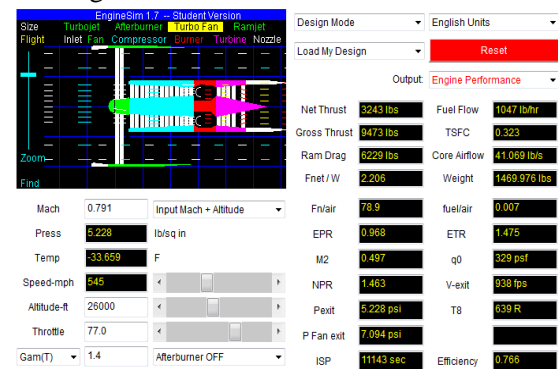 EngineSim 1.7 -- Student Version
Size Turbojet Afterburner Turbo Fan Ramjet
Flight Inlet Fan Compressor Burner Turbine Nozzle
Zoom
Find
Design Mode English Units
Load My Design Reset
Output: Engine Performance
Net Thrust 3243 lbs Fuel Flow 1047 lb/hr
Gross Thrust 9473 lbs TSFC 0.323
Ram Drag 6229 lbs Core Airflow 41.069 lb/s
Fnet / W 2.206 Weight 1469.976 lbs
Fn/air 78.9 fuel/air 0.007
EPR 0.968 ETR 1.475
M2 0.497 q0 329 psf
NPR 1.463 V-exit 938 fps
Pexit 5.228 psi T8 639 R
P Fan exit 7.094 psi
ISP 11143 sec Efficiency 0.766
Mach 0.791 Input Mach + Altitude
Press 5.228 lb/sq in
Temp -33.659 F
Speed-mph 545
Altitude-ft 26000
Throttle 77.0
Gam(T) 1.4 Afterburner OFF